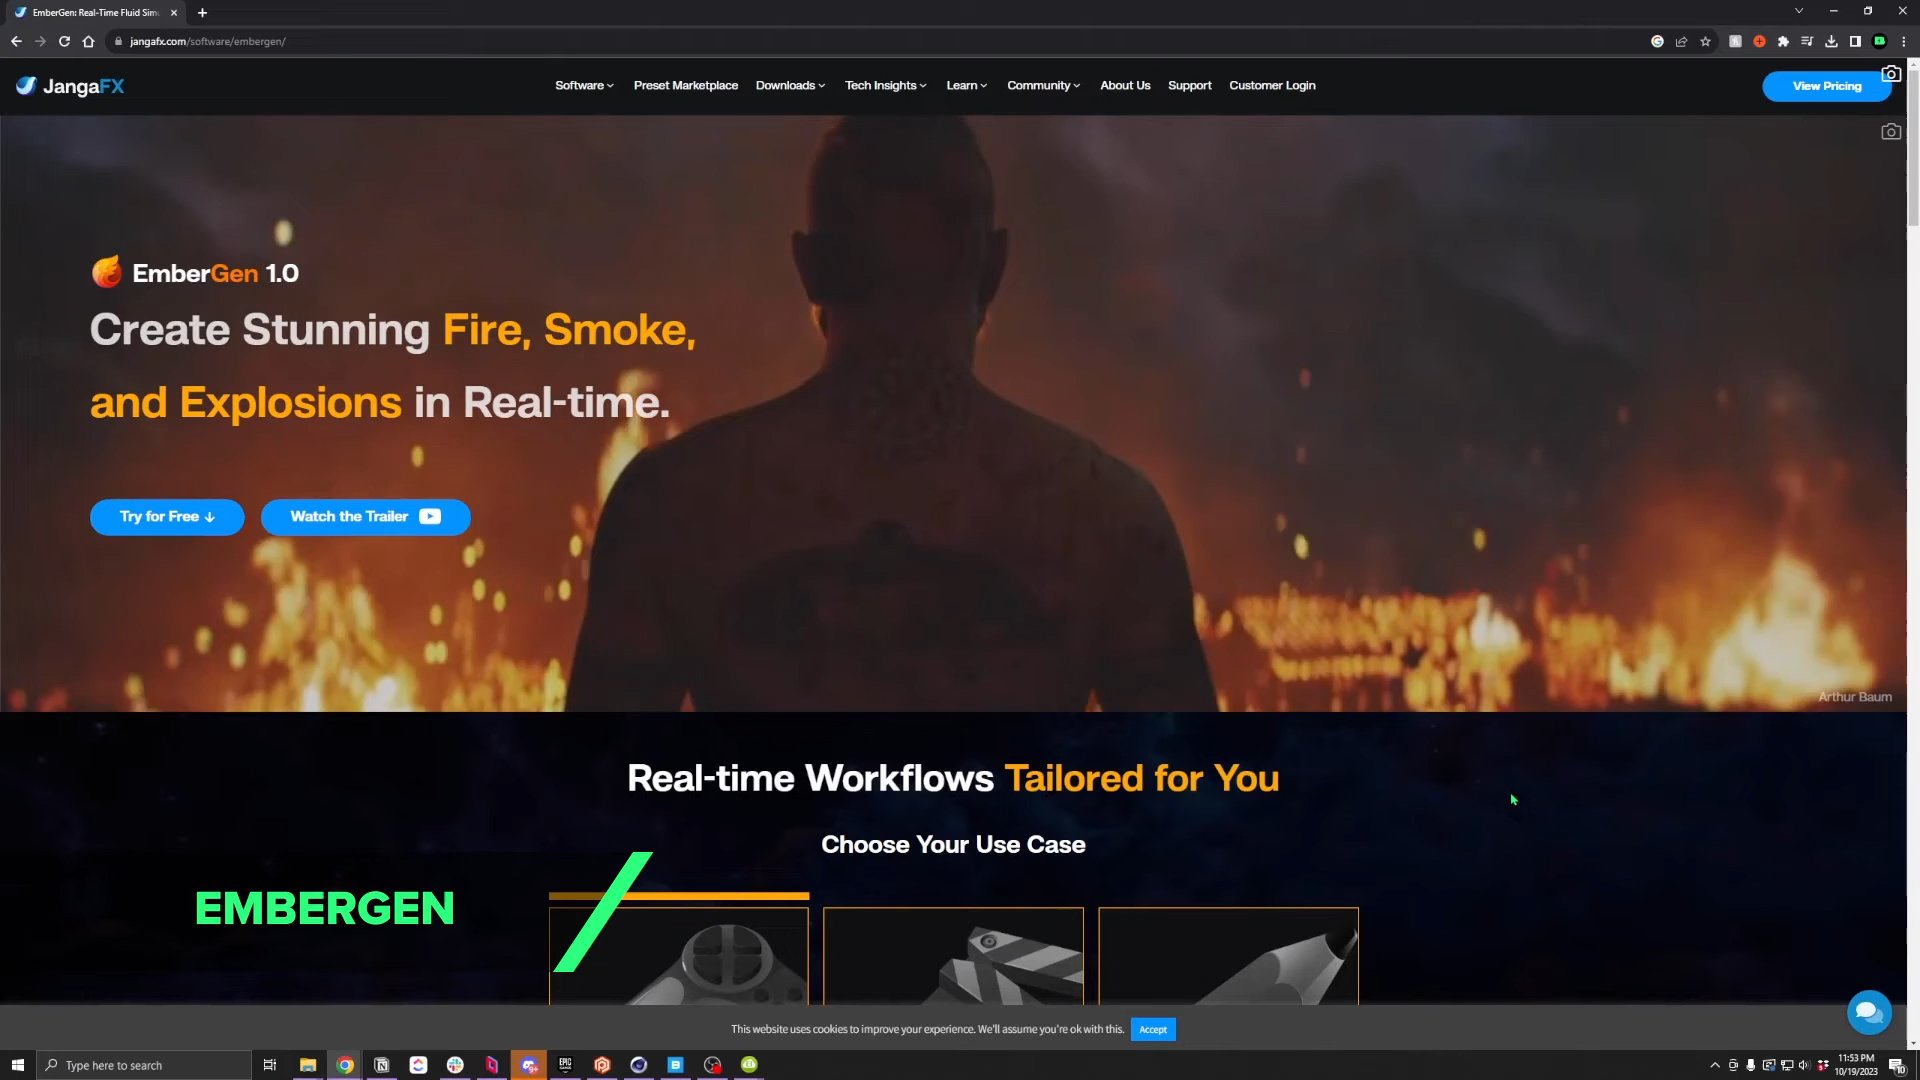 EmberGen: Real-Time Fluid Sim
jangafx.com/software/embergen/
JangaFX
Software
Preset Marketplace
Downloads
Tech Insights
Learn
Community
About Us
Support
Customer Login
View Pricing
EmberGen 1.0
Create Stunning Fire, Smoke,
and Explosions in Real-time.
Try for Free
Watch the Trailer
Arthur Baum
Real-time Workflows Tailored for You
Choose Your Use Case
EMBERGEN
This website uses cookies to improve your experience. We'll assume you're ok with this.
Accept
Type here to search
EPIC
GAMES
11:53 PM
10/19/2023
10